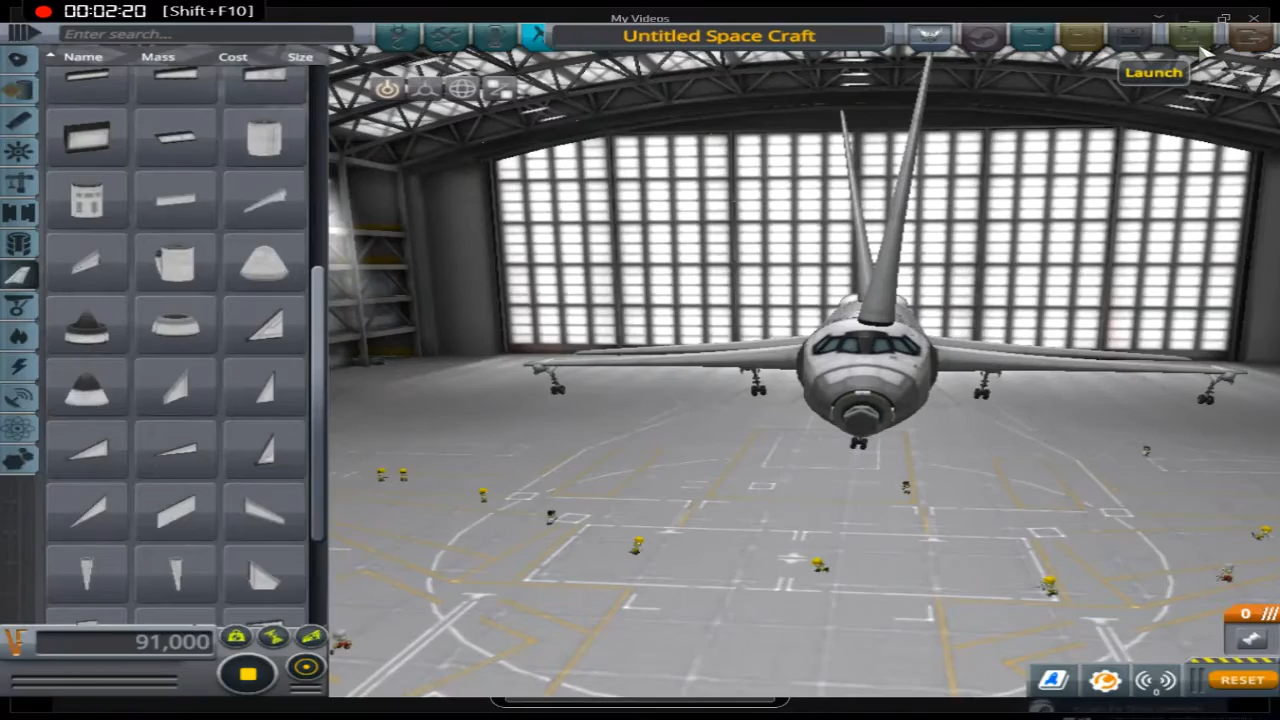 00:02:20 [Shift+F10]
My Videos
Enter search...
Untitled Space Craft
Name Mass Cost Size
Launch
91,000
0
0
RESET